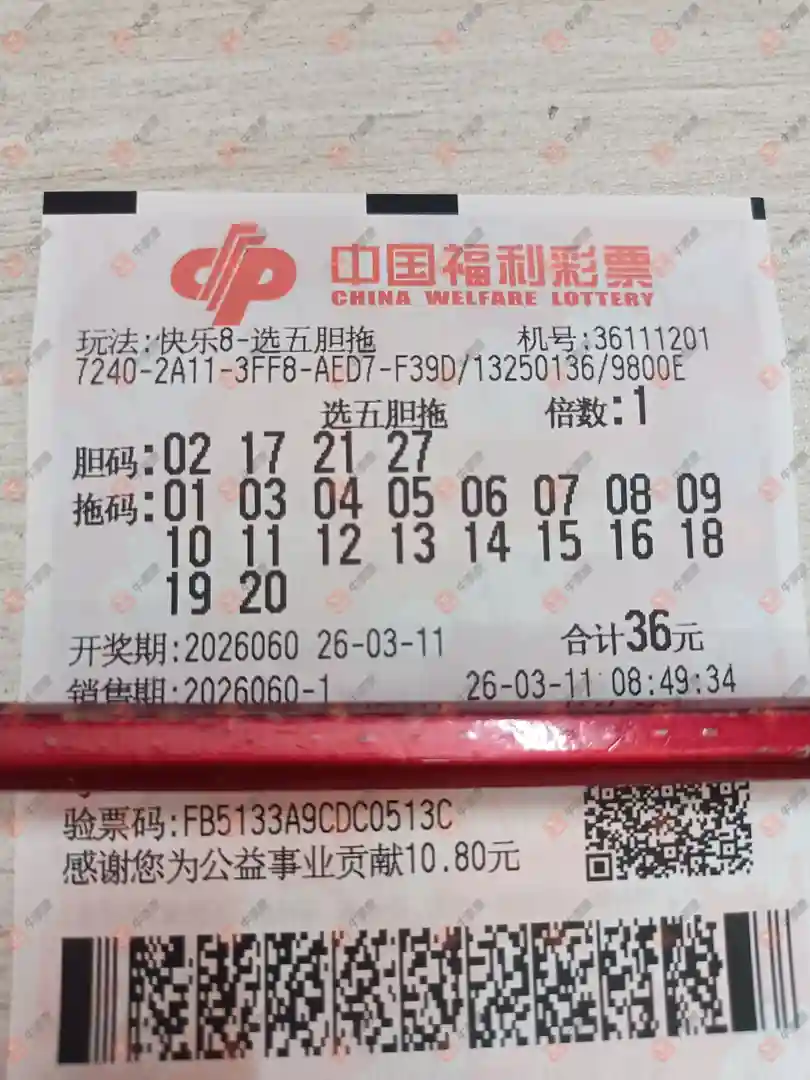 中国福利彩票
CHINA WELFARE LOTTERY
玩法:快乐8-选五胆拖 机号:36111201
7240-2A11-3FF8-AED7-F39D/13250136/9800E
选五胆拖 倍数:1
胆码:02 17 21 27
拖码:01 03 04 05 06 07 08 09
10 11 12 13 14 15 16 18
19 20
开奖期:2026060 26-03-11 合计36元
销售期:2026060-1 26-03-11 08:49:34
验票码:FB5133A9CDC0513C
感谢您为公益事业贡献10.80元